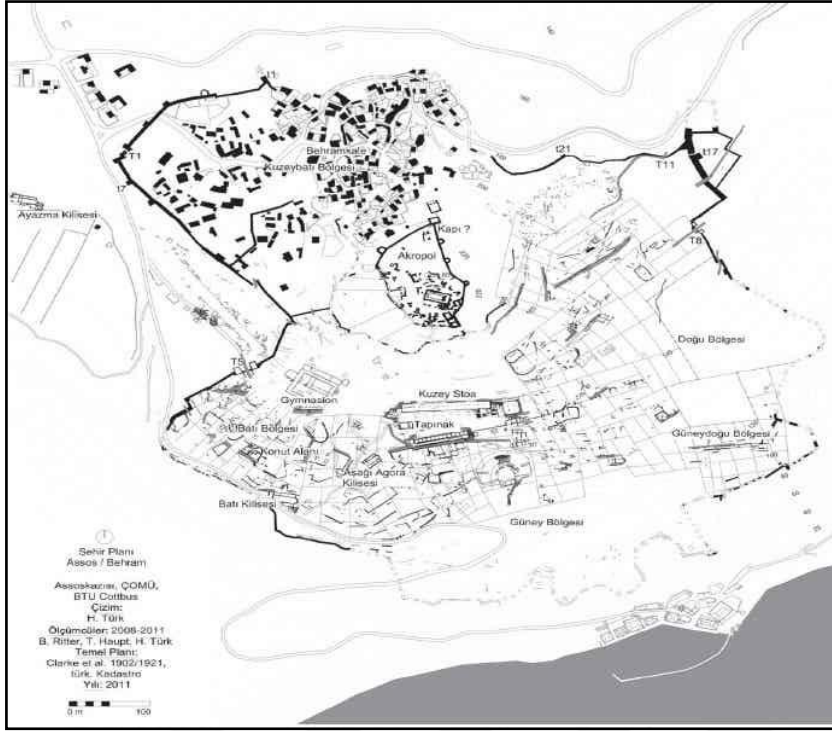 t1
T1
t7
Behramkale
Kuzeybatı Bölgesi
t21
T11
t17
Ayazma Kilisesi
Kapı ?
Akropol
T8
T5
Doğu Bölgesi
Gymnasion
Kuzey Stoa
Batı Bölgesi
Tapınak
Güneydoğu Bölgesi
Konut Alanı
Aşağı Agora
Kilisesi
Batı Kilisesi
Güney Bölgesi
Şehir Planı
Assos / Behram
Assoskazısı, ÇOMÜ,
BTU Cottbus
Çizim:
H. Türk
Ölçümcüler: 2008-2011
B. Ritter, T. Haupt, H. Türk
Temel Planı:
Clarke et al. 1902/1921,
türk. Kadastro
Yılı: 2011
0 m 100